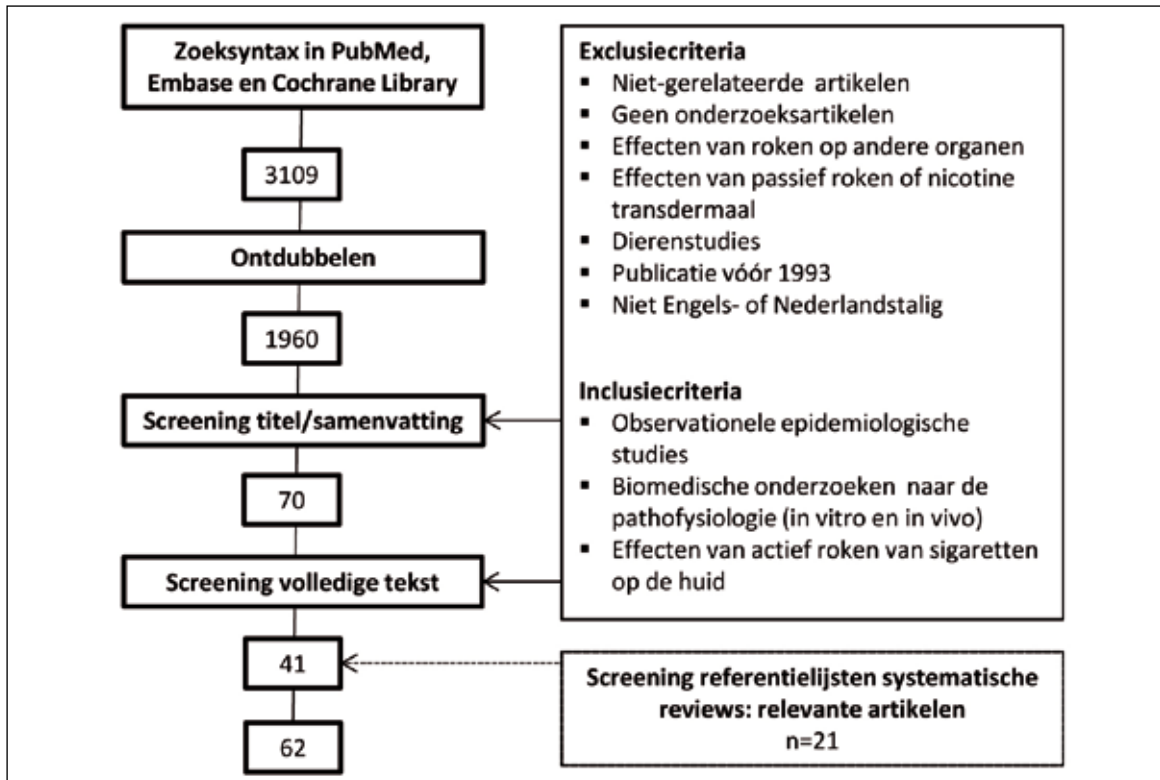 Zoeksyntax in PubMed,
Embase en Cochrane Library
3109
Ontdubbelen
1960
Screening titel/samenvatting
70
Screening volledige tekst
41
62
Exclusiecriteria
▪ Niet-gerelateerde artikelen
▪ Geen onderzoeksartikelen
▪ Effecten van roken op andere organen
▪ Effecten van passief roken of nicotine
transdermaal
▪ Dierenstudies
▪ Publicatie vóór 1993
▪ Niet Engels- of Nederlandstalig
Inclusiecriteria
▪ Observationele epidemiologische
studies
▪ Biomedische onderzoeken naar de
pathofysiologie (in vitro en in vivo)
▪ Effecten van actief roken van sigaretten
op de huid
Screening referentielijsten systematische
reviews: relevante artikelen
n=21